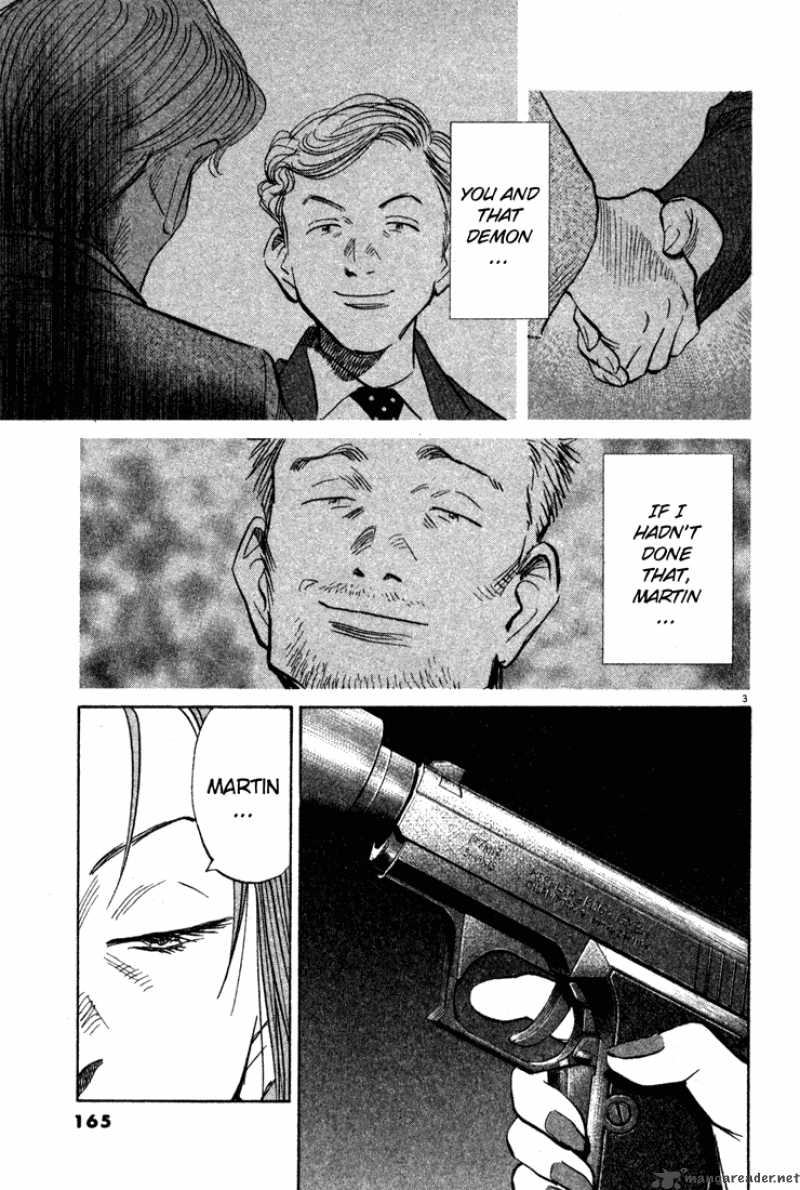 YOU AND
THAT
DEMON
...
IF I
HADN'T
DONE
THAT,
MARTIN
...
3
MARTIN
...
165
mangareader.net